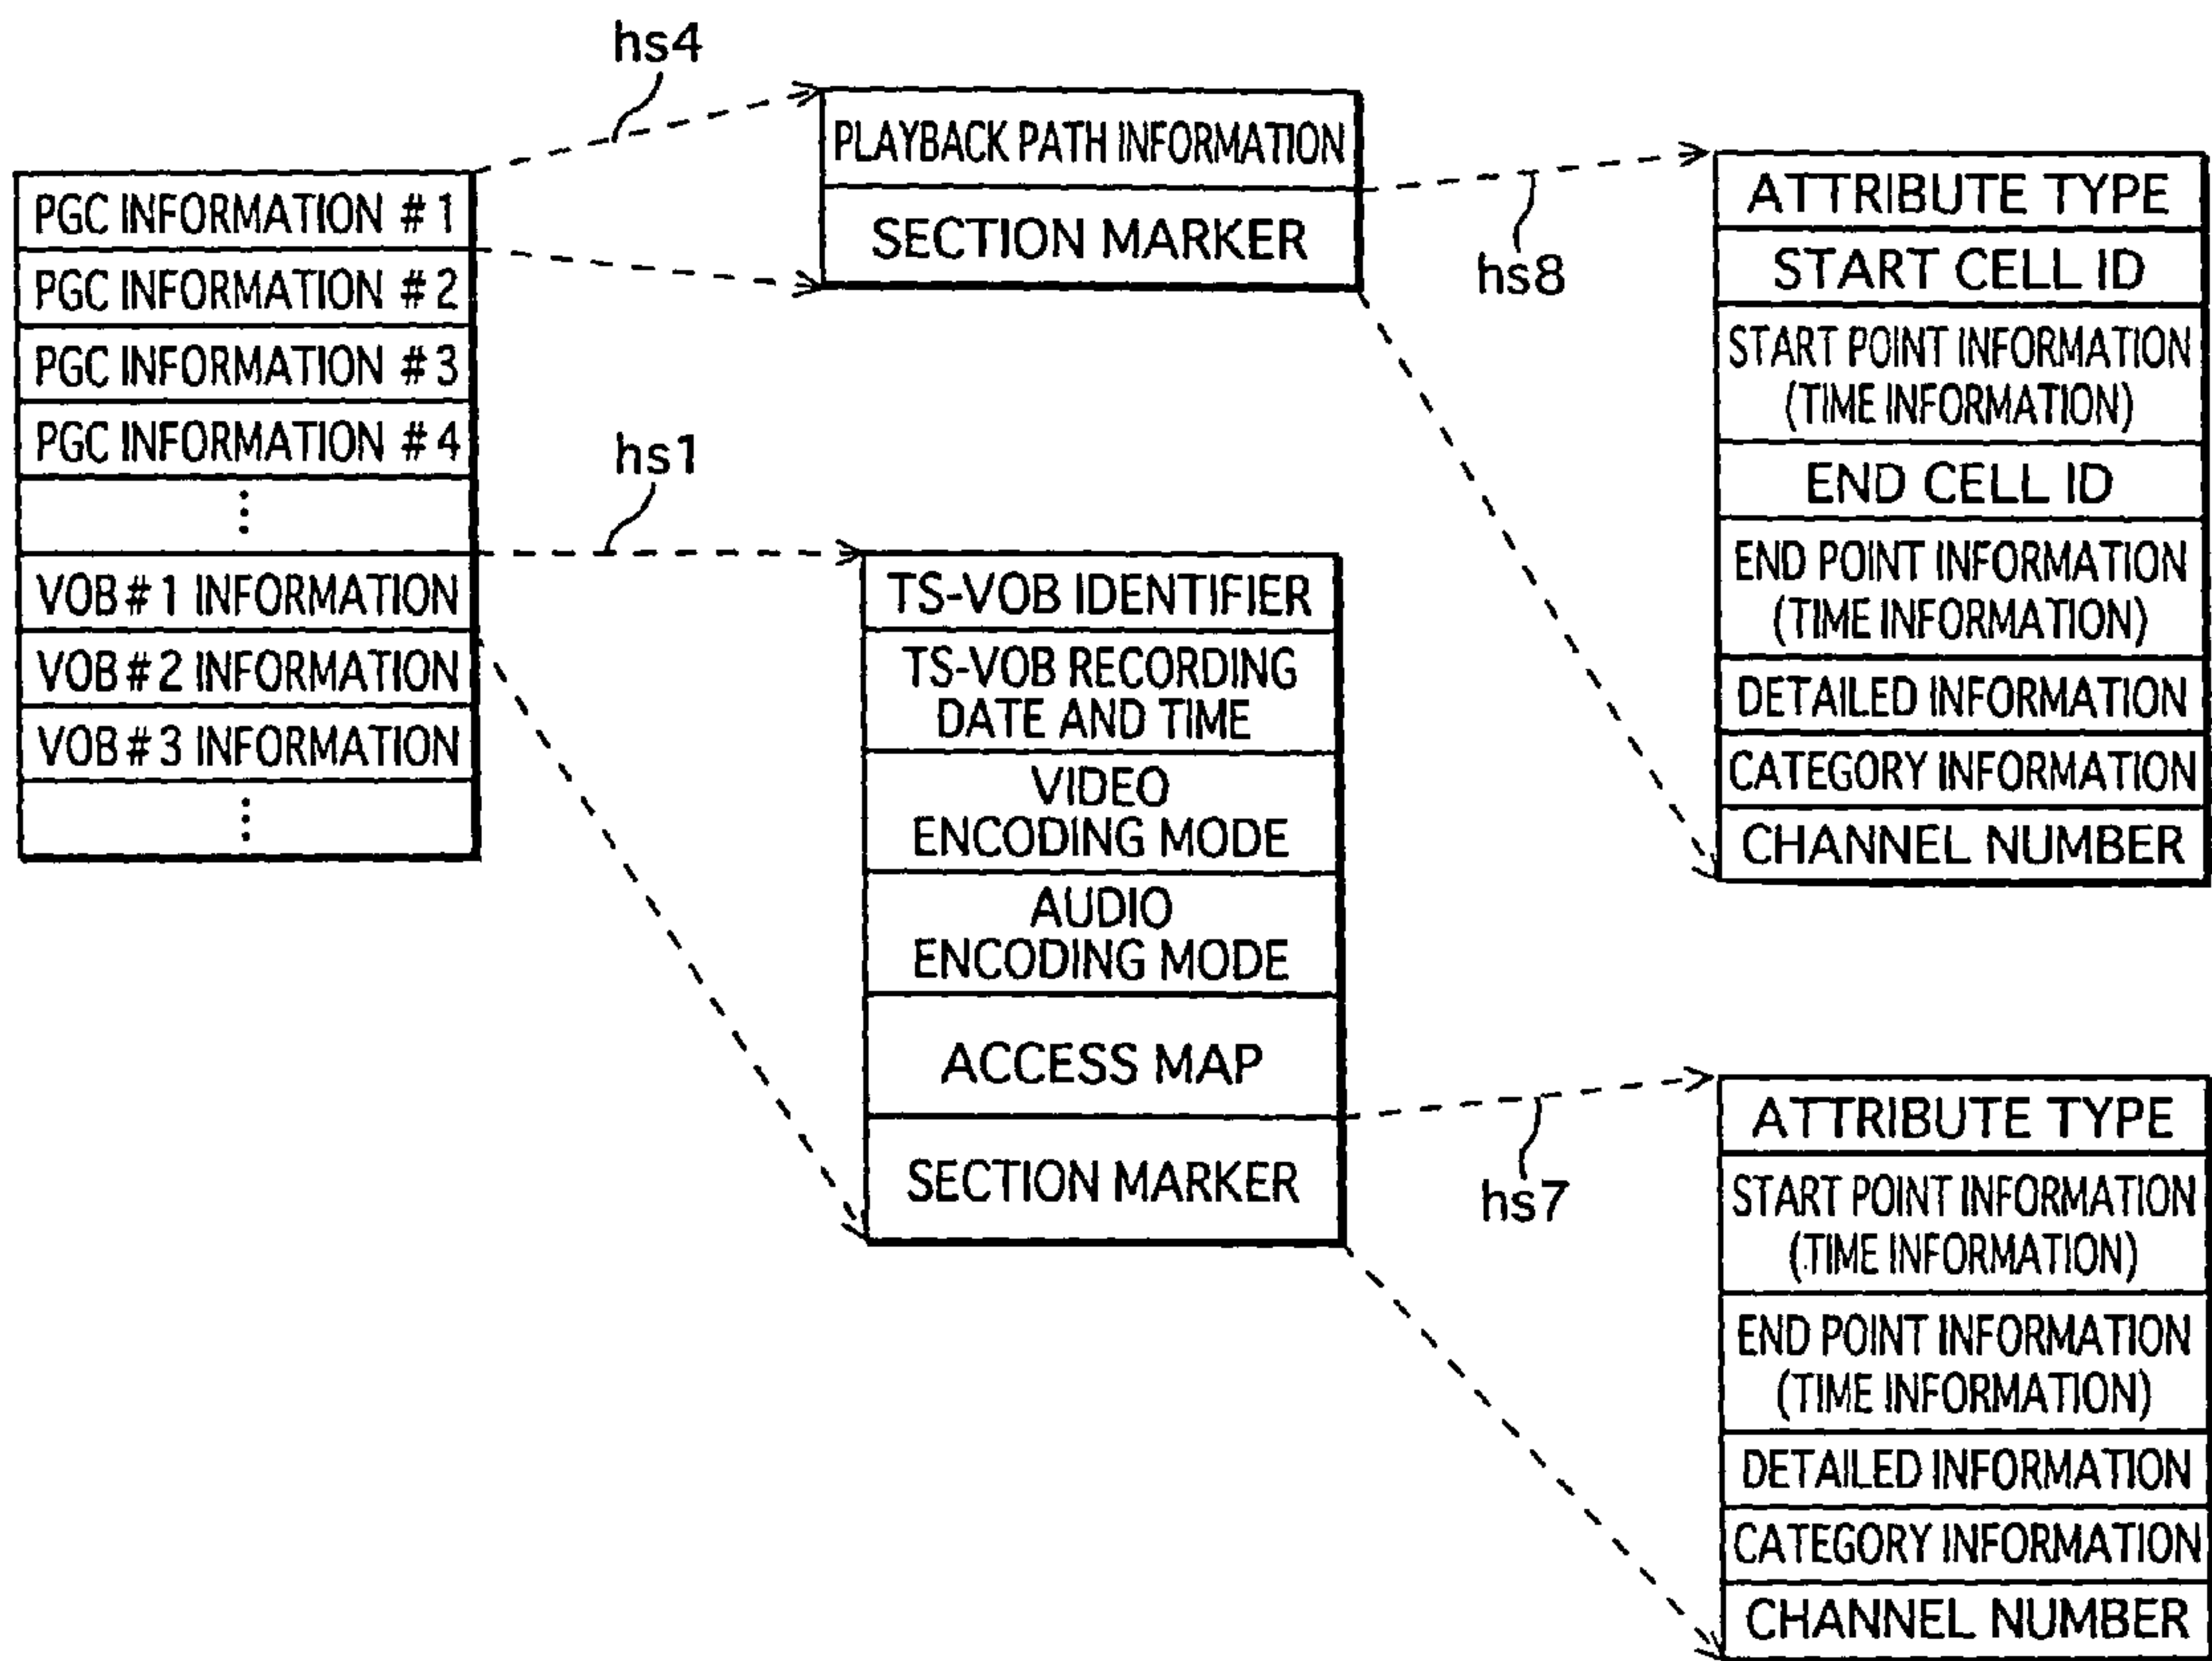 hs4
PLAYBACK PATH INFORMATION
SECTION MARKER
hs8
PGC INFORMATION #1
PGC INFORMATION #2
PGC INFORMATION #3
PGC INFORMATION #4
⋮
VOB#1 INFORMATION
VOB#2 INFORMATION
VOB#3 INFORMATION
⋮
hs1
TS-VOB IDENTIFIER
TS-VOB RECORDING
DATE AND TIME
VIDEO
ENCODING MODE
AUDIO
ENCODING MODE
ACCESS MAP
SECTION MARKER
hs7
ATTRIBUTE TYPE
START CELL ID
START POINT INFORMATION
(TIME INFORMATION)
END CELL ID
END POINT INFORMATION
(TIME INFORMATION)
DETAILED INFORMATION
CATEGORY INFORMATION
CHANNEL NUMBER
ATTRIBUTE TYPE
START POINT INFORMATION
(TIME INFORMATION)
END POINT INFORMATION
(TIME INFORMATION)
DETAILED INFORMATION
CATEGORY INFORMATION
CHANNEL NUMBER